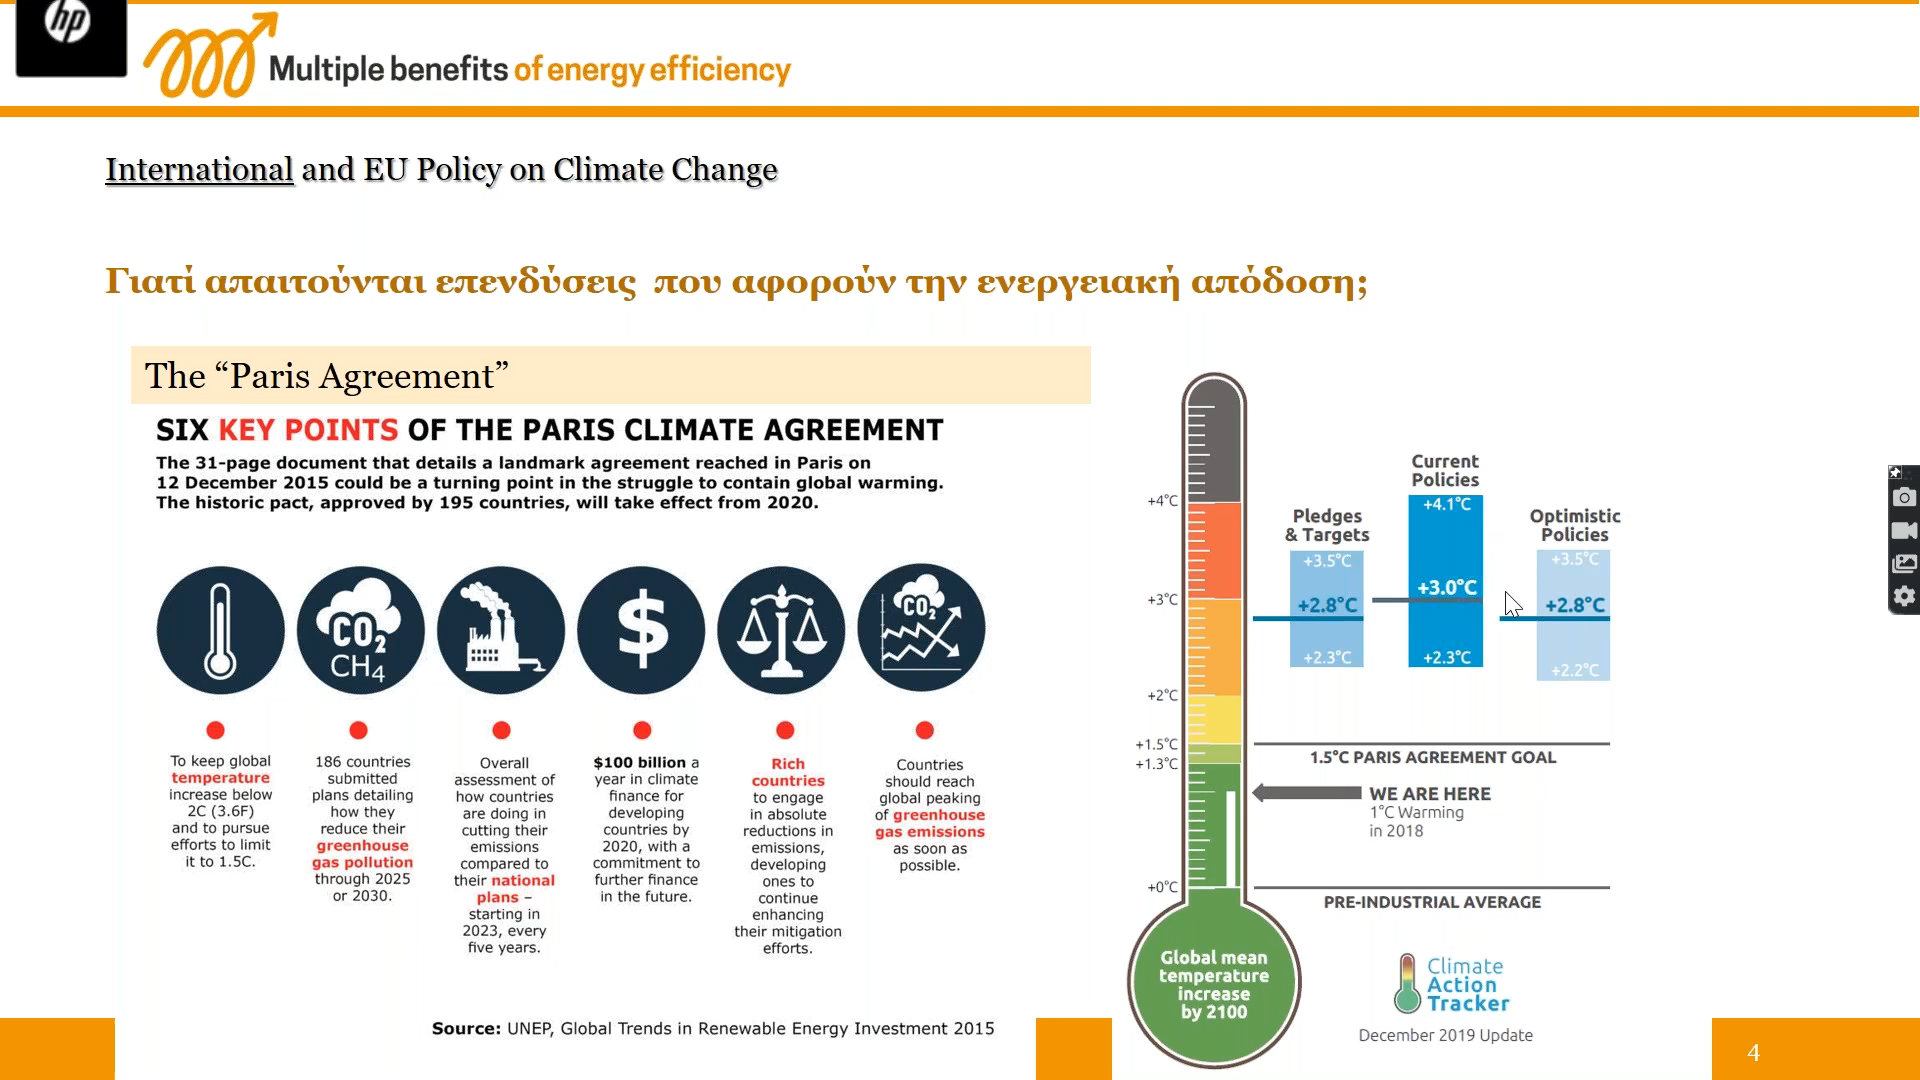 hp
Multiple benefits of energy efficiency
International and EU Policy on Climate Change
Γιατί απαιτούνται επενδύσεις που αφορούν την ενεργειακή απόδοση;
The “Paris Agreement”
SIX KEY POINTS OF THE PARIS CLIMATE AGREEMENT
The 31-page document that details a landmark agreement reached in Paris on
12 December 2015 could be a turning point in the struggle to contain global warming.
The historic pact, approved by 195 countries, will take effect from 2020.
CO2
CH4
$
CO2
To keep global
temperature
increase below
2C (3.6F)
and to pursue
efforts to limit
it to 1.5C.
186 countries
submitted
plans detailing
how they
reduce their
greenhouse
gas pollution
through 2025
or 2030.
Overall
assessment of
how countries
are doing in
cutting their
emissions
compared to
their national
plans –
starting in
2023, every
five years.
$100 billion a
year in climate
finance for
developing
countries by
2020, with a
commitment to
further finance
in the future.
Rich
countries
to engage
in absolute
reductions in
emissions,
developing
ones to
continue
enhancing
their mitigation
efforts.
Countries
should reach
global peaking
of greenhouse
gas emissions
as soon as
possible.
Source: UNEP, Global Trends in Renewable Energy Investment 2015
+4°C
+3°C
+2°C
+1.5°C
+1.3°C
+0°C
Pledges
& Targets
+3.5°C
+2.8°C
+2.3°C
Current
Policies
+4.1°C
+3.0°C
+2.3°C
Optimistic
Policies
+3.5°C
+2.8°C
+2.2°C
1.5°C PARIS AGREEMENT GOAL
WE ARE HERE
1°C Warming
in 2018
PRE-INDUSTRIAL AVERAGE
Global mean
temperature
increase
by 2100
Climate
Action
Tracker
December 2019 Update
4